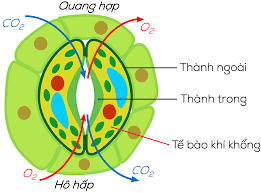 Quang hợp
CO2
O2
Thành ngoài
Thành trong
Tế bào khí khổng
O2
CO2
Hô hấp